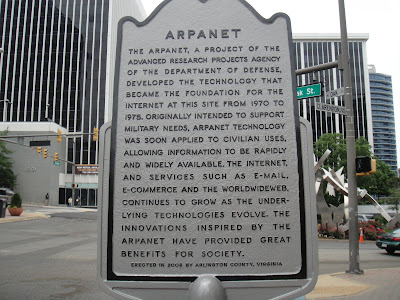 ARPANET
THE ARPANET, A PROJECT OF THE
ADVANCED RESEARCH PROJECTS AGENCY
OF THE DEPARTMENT OF DEFENSE,
DEVELOPED THE TECHNOLOGY THAT
BECAME THE FOUNDATION FOR THE
INTERNET AT THIS SITE FROM 1970 TO
1975. ORIGINALLY INTENDED TO SUPPORT
MILITARY NEEDS, ARPANET TECHNOLOGY
WAS SOON APPLIED TO CIVILIAN USES,
ALLOWING INFORMATION TO BE RAPIDLY
AND WIDELY AVAILABLE. THE INTERNET,
AND SERVICES SUCH AS E-MAIL,
E-COMMERCE AND THE WORLDWIDEWEB,
CONTINUES TO GROW AS THE UNDER-
LYING TECHNOLOGIES EVOLVE. THE
INNOVATIONS INSPIRED BY THE
ARPANET HAVE PROVIDED GREAT
BENEFITS FOR SOCIETY.
ERECTED IN 2008 BY ARLINGTON COUNTY, VIRGINIA
ak St.